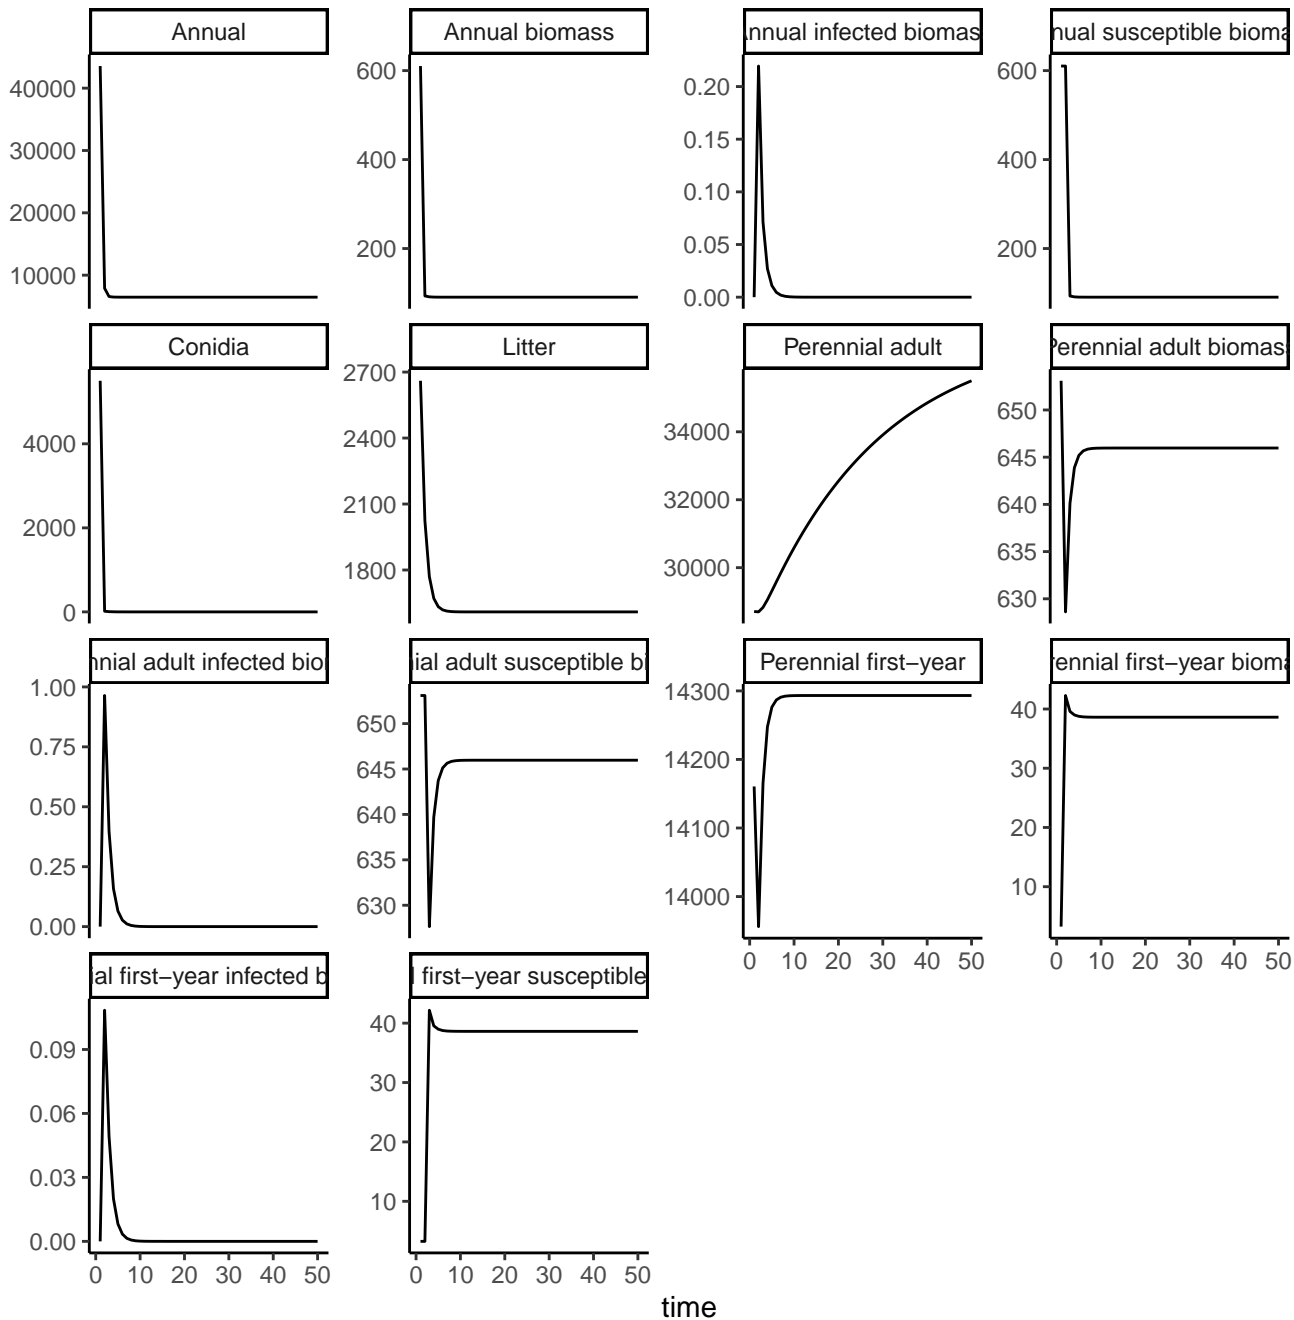 Annual
Annual biomass
nnual infected biomas
nual susceptible bioma
40000
30000
20000
10000
600
400
200
0.20
0.15
0.10
0.05
0.00
600
400
200
Conidia
Litter
Perennial adult
Perennial adult biomas
4000
2000
0
2700
2400
2100
1800
34000
32000
30000
650
645
640
635
630
nnial adult infected bio
ial adult susceptible bi
Perennial first−year
rennial first−year bioma
1.00
0.75
0.50
0.25
0.00
650
645
640
635
630
14300
14200
14100
14000
40
30
20
10
0 10 20 30 40 50
0 10 20 30 40 50
ial first−year infected b
l first−year susceptible
0.09
0.06
0.03
0.00
40
30
20
10
0 10 20 30 40 50
0 10 20 30 40 50
time